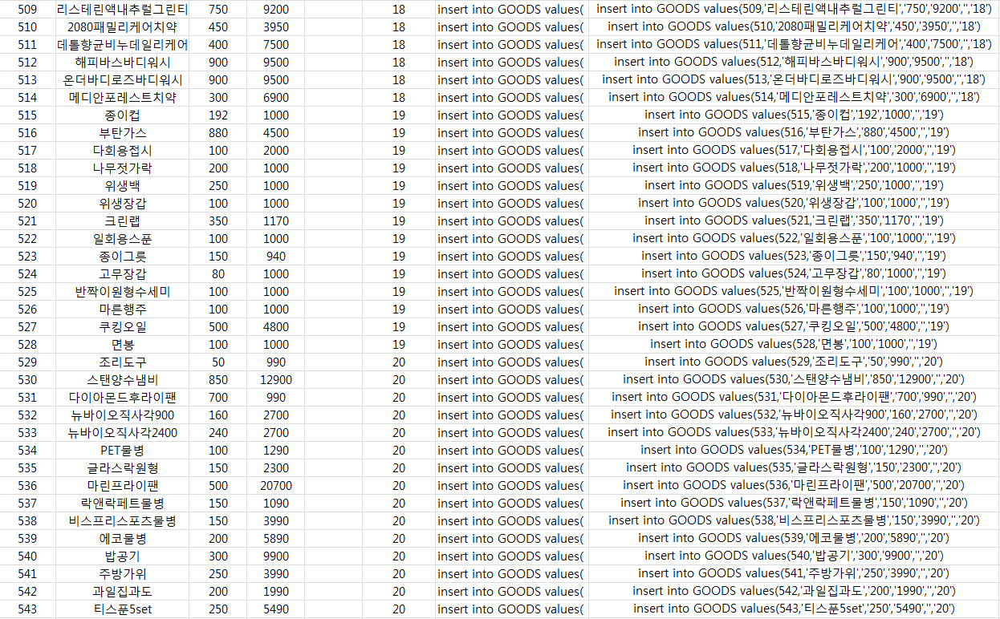 509 리스테린액내추럴그린티 750 9200 18 insert into GOODS values( insert into GOODS values(509,'리스테린액내추럴그린티','750','9200','','18')
510 2080패밀리케어치약 450 3950 18 insert into GOODS values( insert into GOODS values(510,'2080패밀리케어치약','450','3950','','18')
511 데톨향균비누데일리케어 400 7500 18 insert into GOODS values( insert into GOODS values(511,'데톨향균비누데일리케어','400','7500','','18')
512 해피바스바디워시 900 9500 18 insert into GOODS values( insert into GOODS values(512,'해피바스바디워시','900','9500','','18')
513 온더바디로즈바디워시 900 9500 18 insert into GOODS values( insert into GOODS values(513,'온더바디로즈바디워시','900','9500','','18')
514 메디안포레스트치약 300 6900 18 insert into GOODS values( insert into GOODS values(514,'메디안포레스트치약','300','6900','','18')
515 종이컵 192 1000 19 insert into GOODS values( insert into GOODS values(515,'종이컵','192','1000','','19')
516 부탄가스 880 4500 19 insert into GOODS values( insert into GOODS values(516,'부탄가스','880','4500','','19')
517 다회용접시 100 2000 19 insert into GOODS values( insert into GOODS values(517,'다회용접시','100','2000','','19')
518 나무젓가락 200 1000 19 insert into GOODS values( insert into GOODS values(518,'나무젓가락','200','1000','','19')
519 위생백 250 1000 19 insert into GOODS values( insert into GOODS values(519,'위생백','250','1000','','19')
520 위생장갑 100 1000 19 insert into GOODS values( insert into GOODS values(520,'위생장갑','100','1000','','19')
521 크린랩 350 1170 19 insert into GOODS values( insert into GOODS values(521,'크린랩','350','1170','','19')
522 일회용스푼 100 1000 19 insert into GOODS values( insert into GOODS values(522,'일회용스푼','100','1000','','19')
523 종이그릇 150 940 19 insert into GOODS values( insert into GOODS values(523,'종이그릇','150','940','','19')
524 고무장갑 80 1000 19 insert into GOODS values( insert into GOODS values(524,'고무장갑','80','1000','','19')
525 반짝이원형수세미 100 1000 19 insert into GOODS values( insert into GOODS values(525,'반짝이원형수세미','100','1000','','19')
526 마른행주 100 1000 19 insert into GOODS values( insert into GOODS values(526,'마른행주','100','1000','','19')
527 쿠킹오일 500 4800 19 insert into GOODS values( insert into GOODS values(527,'쿠킹오일','500','4800','','19')
528 면봉 100 1000 19 insert into GOODS values( insert into GOODS values(528,'면봉','100','1000','','19')
529 조리도구 50 990 20 insert into GOODS values( insert into GOODS values(529,'조리도구','50','990','','20')
530 스탠양수냄비 850 12900 20 insert into GOODS values( insert into GOODS values(530,'스탠양수냄비','850','12900','','20')
531 다이아몬드후라이팬 700 990 20 insert into GOODS values( insert into GOODS values(531,'다이아몬드후라이팬','700','990','','20')
532 뉴바이오직사각900 160 2700 20 insert into GOODS values( insert into GOODS values(532,'뉴바이오직사각900','160','2700','','20')
533 뉴바이오직사각2400 240 2700 20 insert into GOODS values( insert into GOODS values(533,'뉴바이오직사각2400','240','2700','','20')
534 PET물병 100 1290 20 insert into GOODS values( insert into GOODS values(534,'PET물병','100','1290','','20')
535 글라스락원형 150 2300 20 insert into GOODS values( insert into GOODS values(535,'글라스락원형','150','2300','','20')
536 마린프라이팬 500 20700 20 insert into GOODS values( insert into GOODS values(536,'마린프라이팬','500','20700','','20')
537 락앤락페트물병 150 1090 20 insert into GOODS values( insert into GOODS values(537,'락앤락페트물병','150','1090','','20')
538 비스프리스포츠물병 150 3990 20 insert into GOODS values( insert into GOODS values(538,'비스프리스포즈물병','150','3990','','20')
539 에코물병 200 5890 20 insert into GOODS values( insert into GOODS values(539,'에코물병','200','5890','','20')
540 밥공기 300 9900 20 insert into GOODS values( insert into GOODS values(540,'밥공기','300','9900','','20')
541 주방가위 250 3990 20 insert into GOODS values( insert into GOODS values(541,'주방가위','250','3990','','20')
542 과일집과도 200 1990 20 insert into GOODS values( insert into GOODS values(542,'과일집과도','200','1990','','20')
543 티스푼5set 250 5490 20 insert into GOODS values( insert into GOODS values(543,'티스푼5set','250','5490','','20')